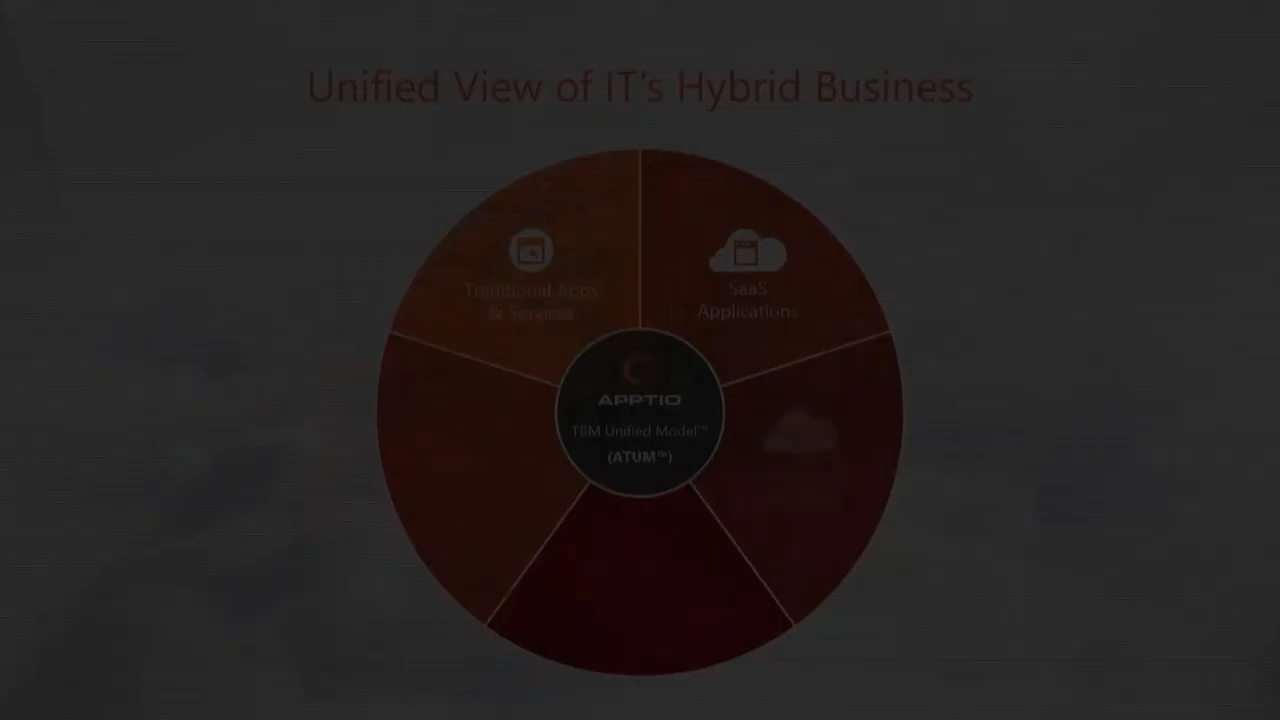 Unified View of IT's Hybrid Business
Traditional Apps
& Services
SaaS
Applications
APPTIO
TBM Unified Model™
(ATUM™)